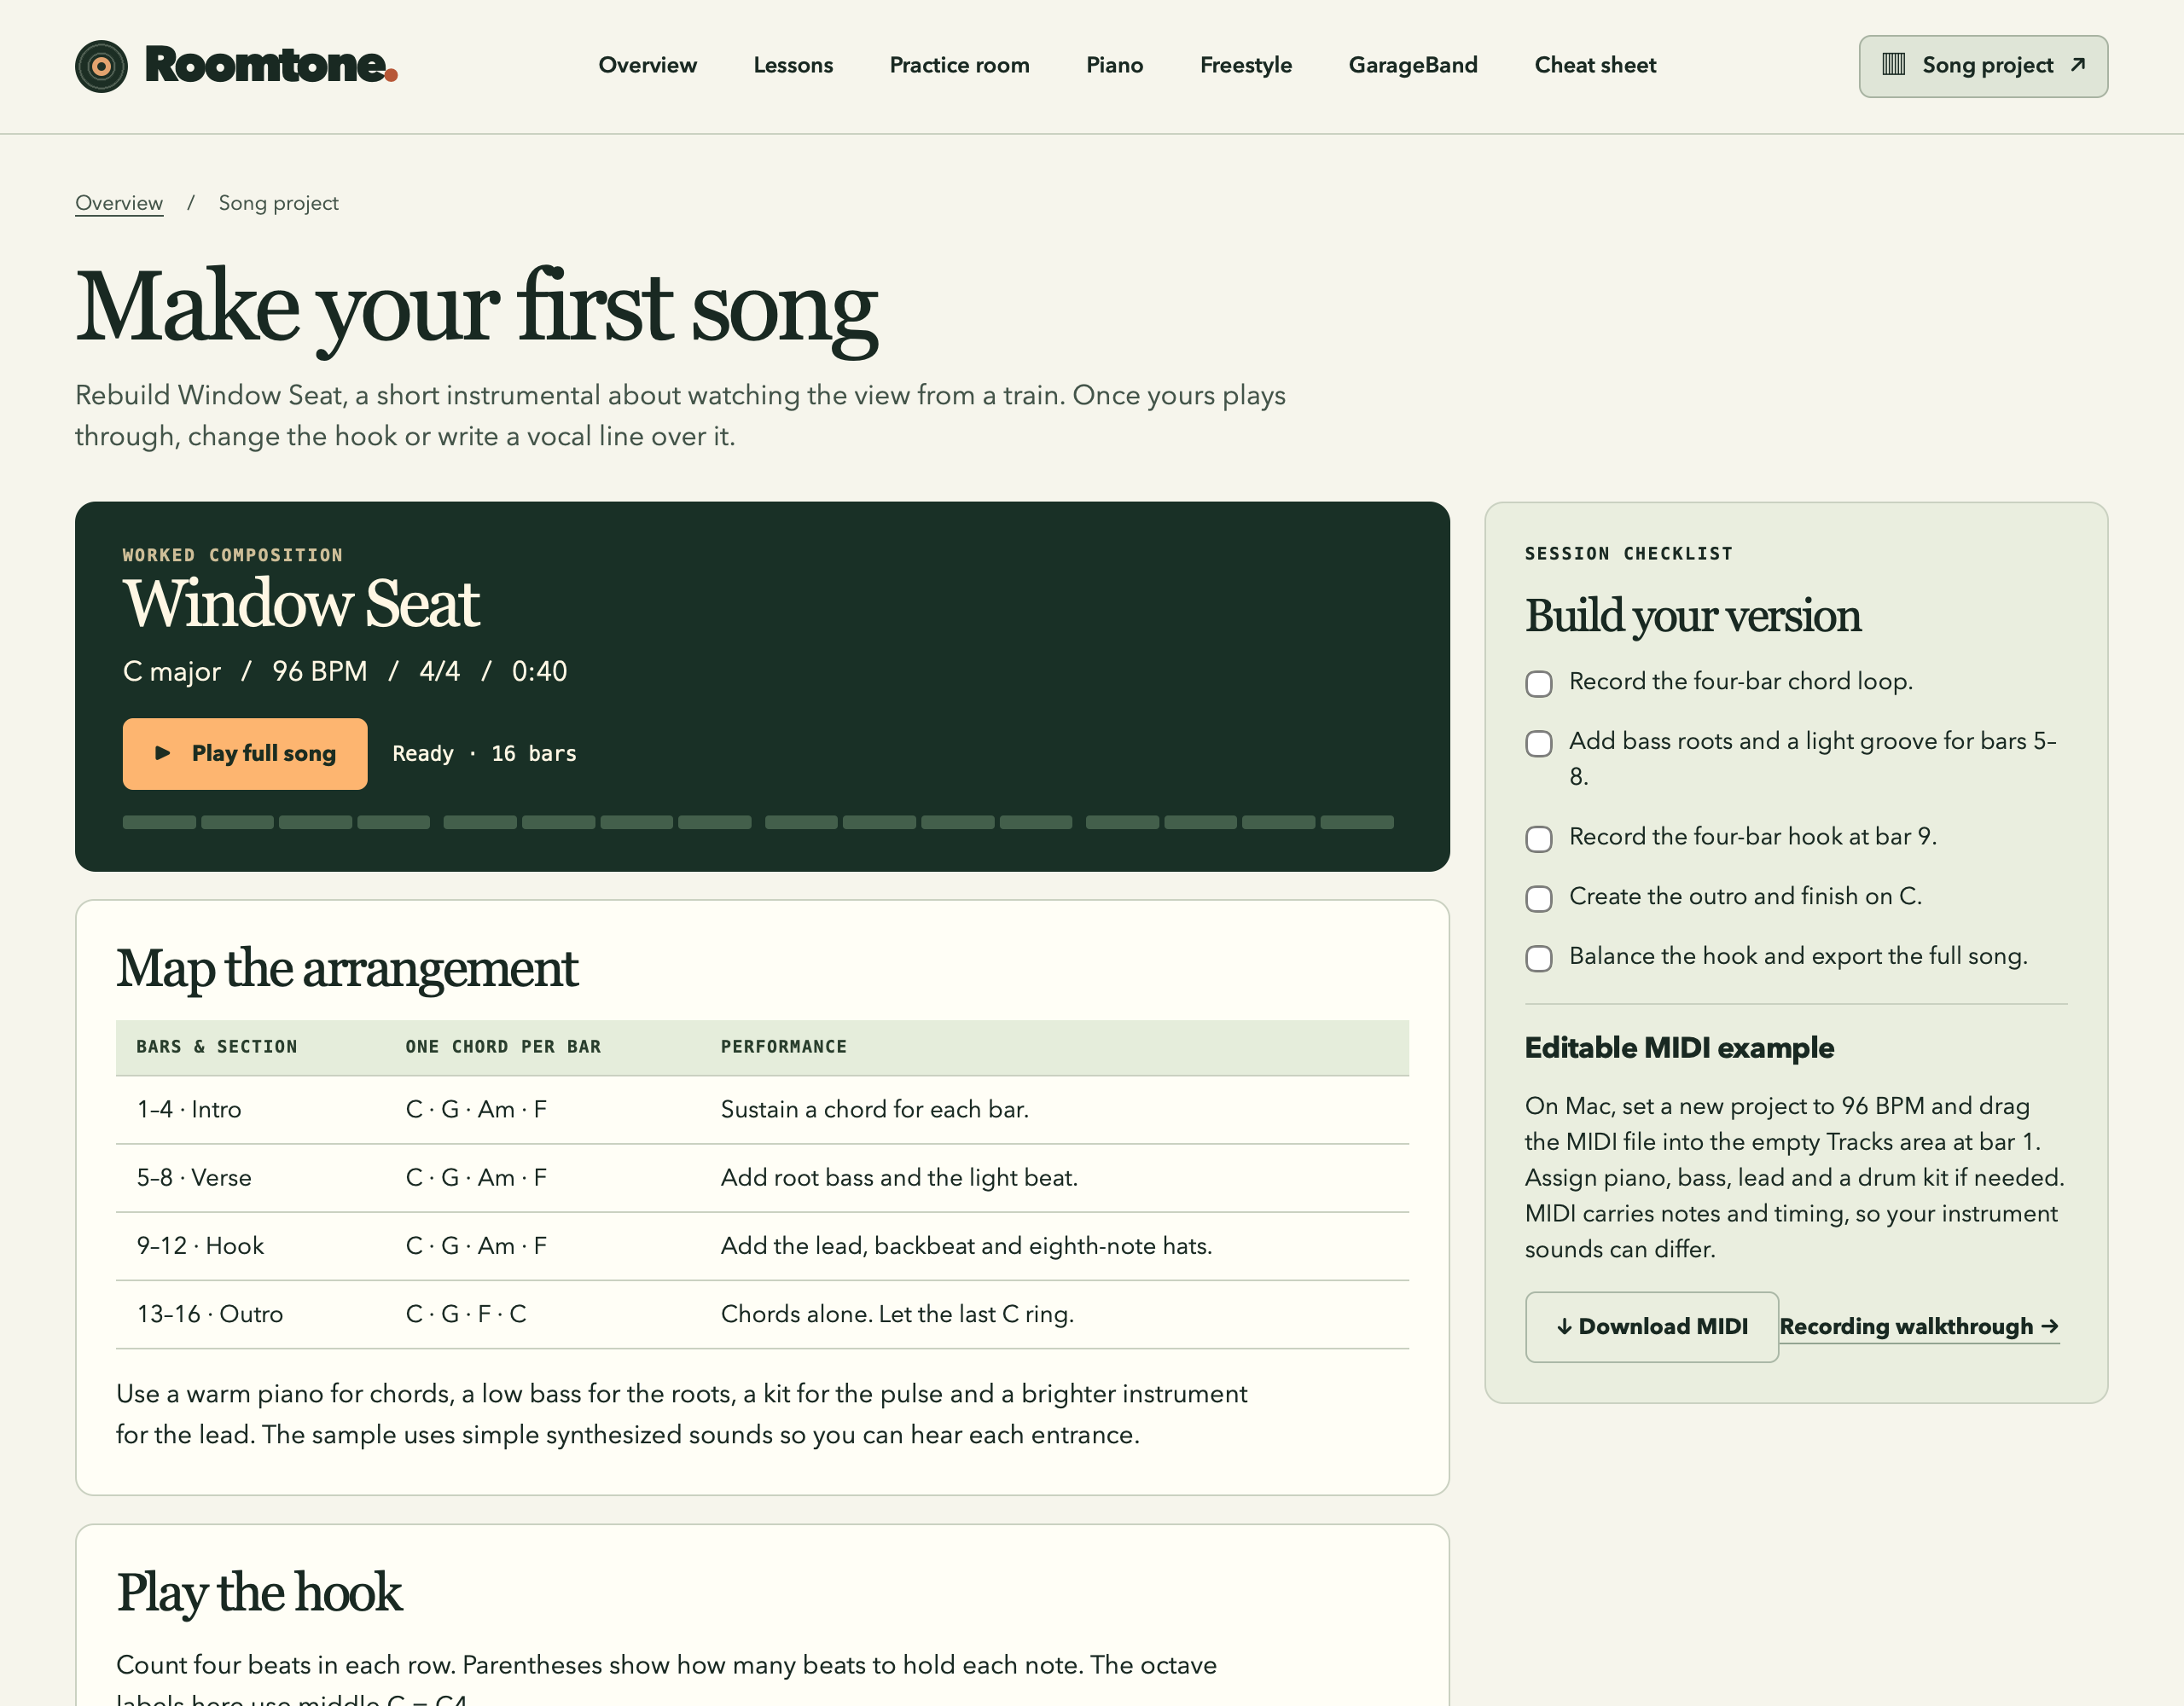 Roomtone.
Overview
Lessons
Practice room
Piano
Freestyle
GarageBand
Cheat sheet
Song project ↗
Overview / Song project
Make your first song
Rebuild Window Seat, a short instrumental about watching the view from a train. Once yours plays
through, change the hook or write a vocal line over it.
WORKED COMPOSITION
Window Seat
C major / 96 BPM / 4/4 / 0:40
Play full song
Ready · 16 bars
Map the arrangement
BARS & SECTION ONE CHORD PER BAR PERFORMANCE
1–4 · Intro C · G · Am · F Sustain a chord for each bar.
5–8 · Verse C · G · Am · F Add root bass and the light beat.
9–12 · Hook C · G · Am · F Add the lead, backbeat and eighth-note hats.
13–16 · Outro C · G · F · C Chords alone. Let the last C ring.
Use a warm piano for chords, a low bass for the roots, a kit for the pulse and a brighter instrument
for the lead. The sample uses simple synthesized sounds so you can hear each entrance.
Play the hook
Count four beats in each row. Parentheses show how many beats to hold each note. The octave
labels here use middle C = C4.
SESSION CHECKLIST
Build your version
Record the four-bar chord loop.
Add bass roots and a light groove for bars 5–
8.
Record the four-bar hook at bar 9.
Create the outro and finish on C.
Balance the hook and export the full song.
Editable MIDI example
On Mac, set a new project to 96 BPM and drag
the MIDI file into the empty Tracks area at bar 1.
Assign piano, bass, lead and a drum kit if needed.
MIDI carries notes and timing, so your instrument
sounds can differ.
↓ Download MIDI
Recording walkthrough →